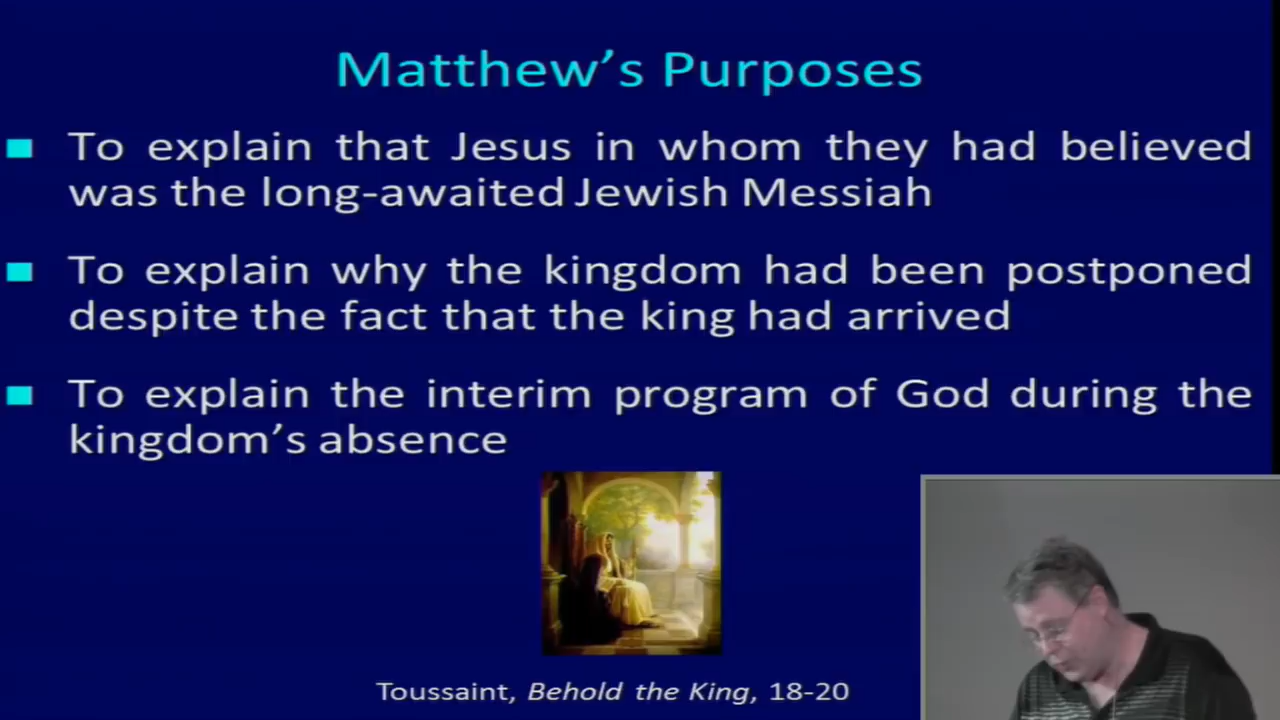 Matthew’s Purposes
To explain that Jesus in whom they had believed
was the long-awaited Jewish Messiah
To explain why the kingdom had been postponed
despite the fact that the king had arrived
To explain the interim program of God during the
kingdom’s absence
Toussaint, Behold the King, 18-20